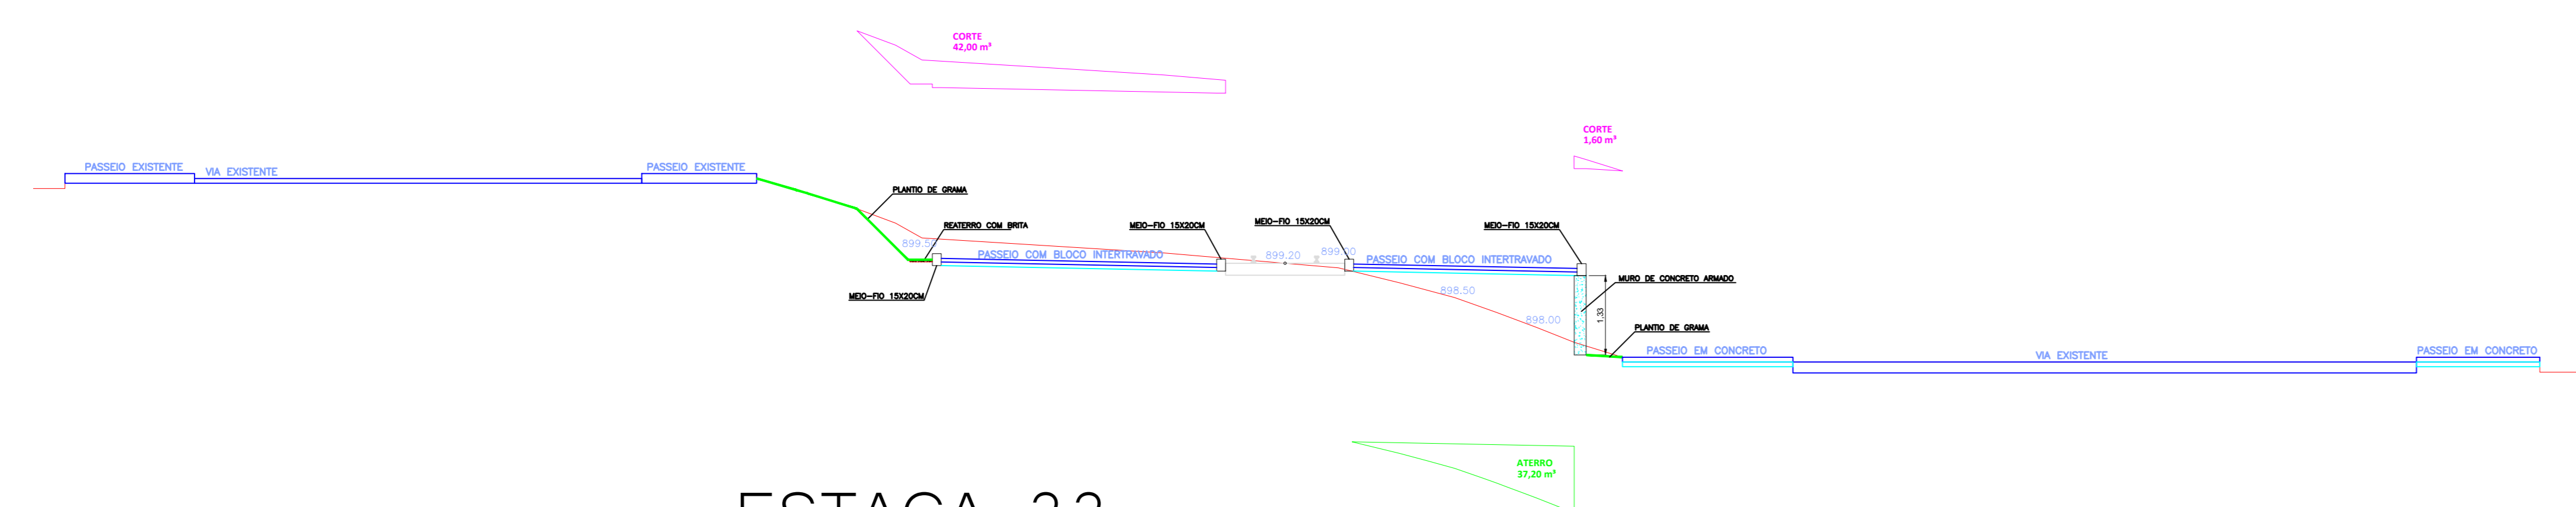 CORTE
42,00 m³
CORTE
1,60 m³
PASSEIO EXISTENTE
VIA EXISTENTE
PASSEIO EXISTENTE
PLANTIO DE GRAMA
REATERRO COM BRITA
MEIO-FIO 15X20CM
MEIO-FIO 15X20CM
MEIO-FIO 15X20CM
899.50
PASSEIO COM BLOCO INTERTRAVADO
899.20
899.00
PASSEIO COM BLOCO INTERTRAVADO
MURO DE CONCRETO ARMADO
MEIO-FIO 15X20CM
898.50
898.00
1,33
PLANTIO DE GRAMA
PASSEIO EM CONCRETO
VIA EXISTENTE
PASSEIO EM CONCRETO
ATERRO
37,20 m³